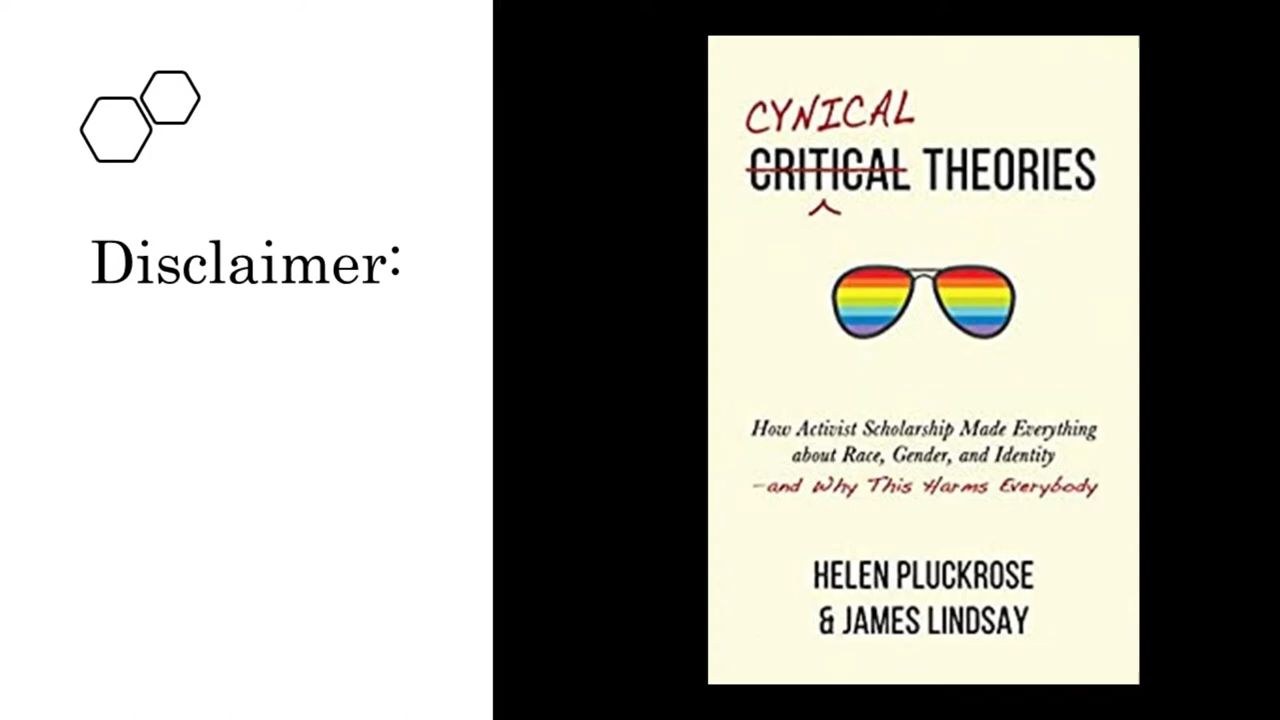 Disclaimer:
CYNICAL
CRITICAL THEORIES
How Activist Scholarship Made Everything
about Race, Gender, and Identity
—and Why This Harms Everybody
HELEN PLUCKROSE
& JAMES LINDSAY